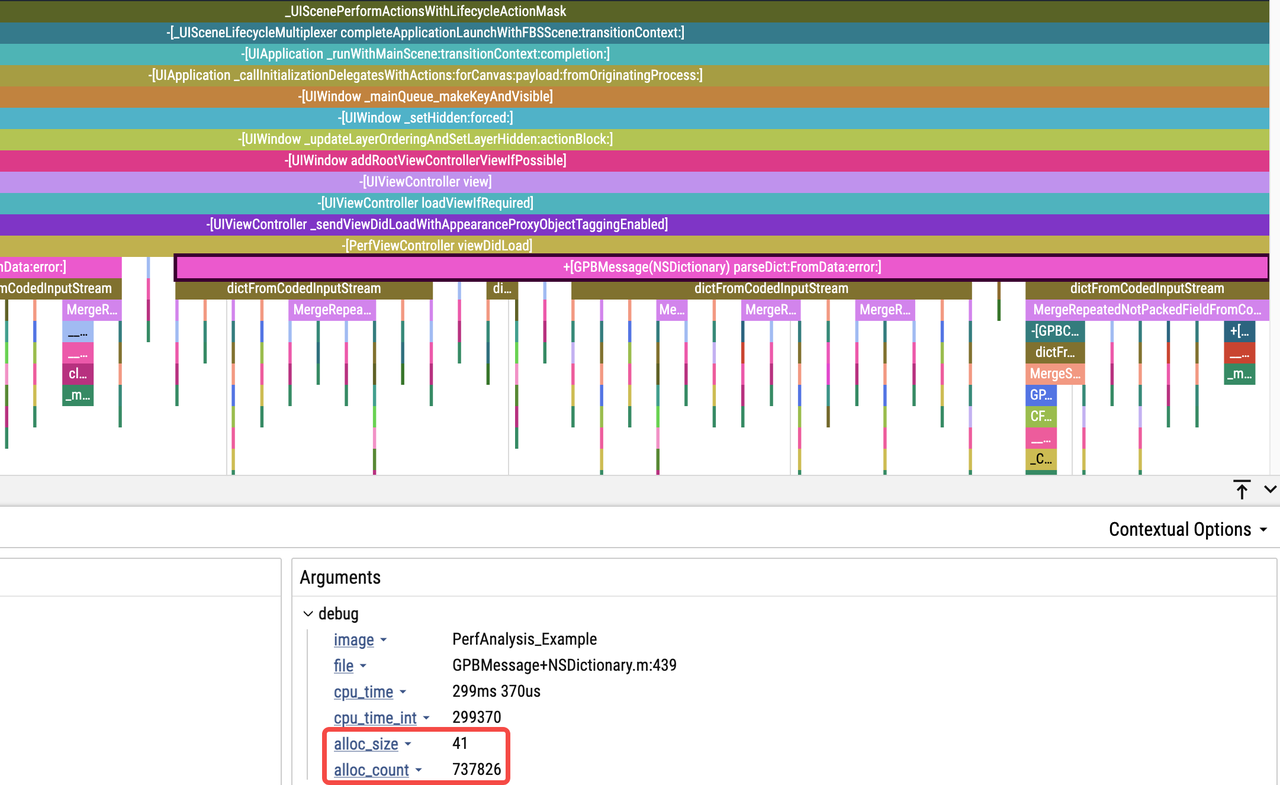 _UIScenePerformActionsWithLifecycleActionMask
-[_UISceneLifecycleMultiplexer completeApplicationLaunchWithFBSScene:transitionContext:]
-[UIApplication _runWithMainScene:transitionContext:completion:]
-[UIApplication _callInitializationDelegatesWithActions:forCanvas:payload:fromOriginatingProcess:]
-[UIWindow _mainQueue_makeKeyAndVisible]
-[UIWindow _setHidden:forced:]
-[UIWindow _updateLayerOrderingAndSetLayerHidden:actionBlock:]
-[UIWindow addRootViewControllerViewIfPossible]
-[UIViewController view]
-[UIViewController loadViewIfRequired]
-[UIViewController _sendViewDidLoadWithAppearanceProxyObjectTaggingEnabled]
-[PerfViewController viewDidLoad]
mData:error:] +[GPBMessage(NSDictionary) parseDict:FromData:error:]
mCodedInputStream dictFromCodedInputStream di... dictFromCodedInputStream dictFromCodedInputStream
MergeR... MergeRepea... Me... MergeR... MergeR... MergeRepeatedNotPackedFieldFromCo...
__... -[GPBC... +[...
__... dictFr... __...
cl... MergeS... _m...
_m... GP...
CF...
__...
_C...
Contextual Options
Arguments
debug
image PerfAnalysis_Example
file GPBMessage+NSDictionary.m:439
cpu_time 299ms 370us
cpu_time_int 299370
alloc_size 41
alloc_count 737826